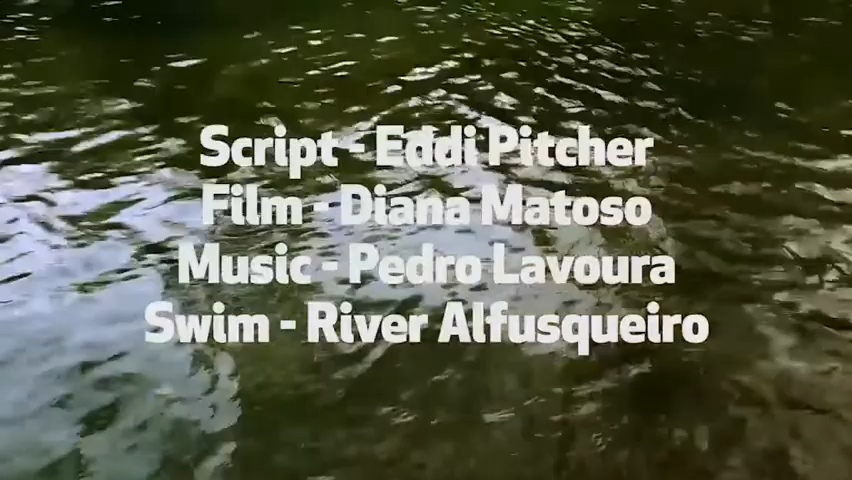 Script - Eddi Pitcher
Film - Diana Matoso
Music - Pedro Lavoura
Swim - River Alfusqueiro